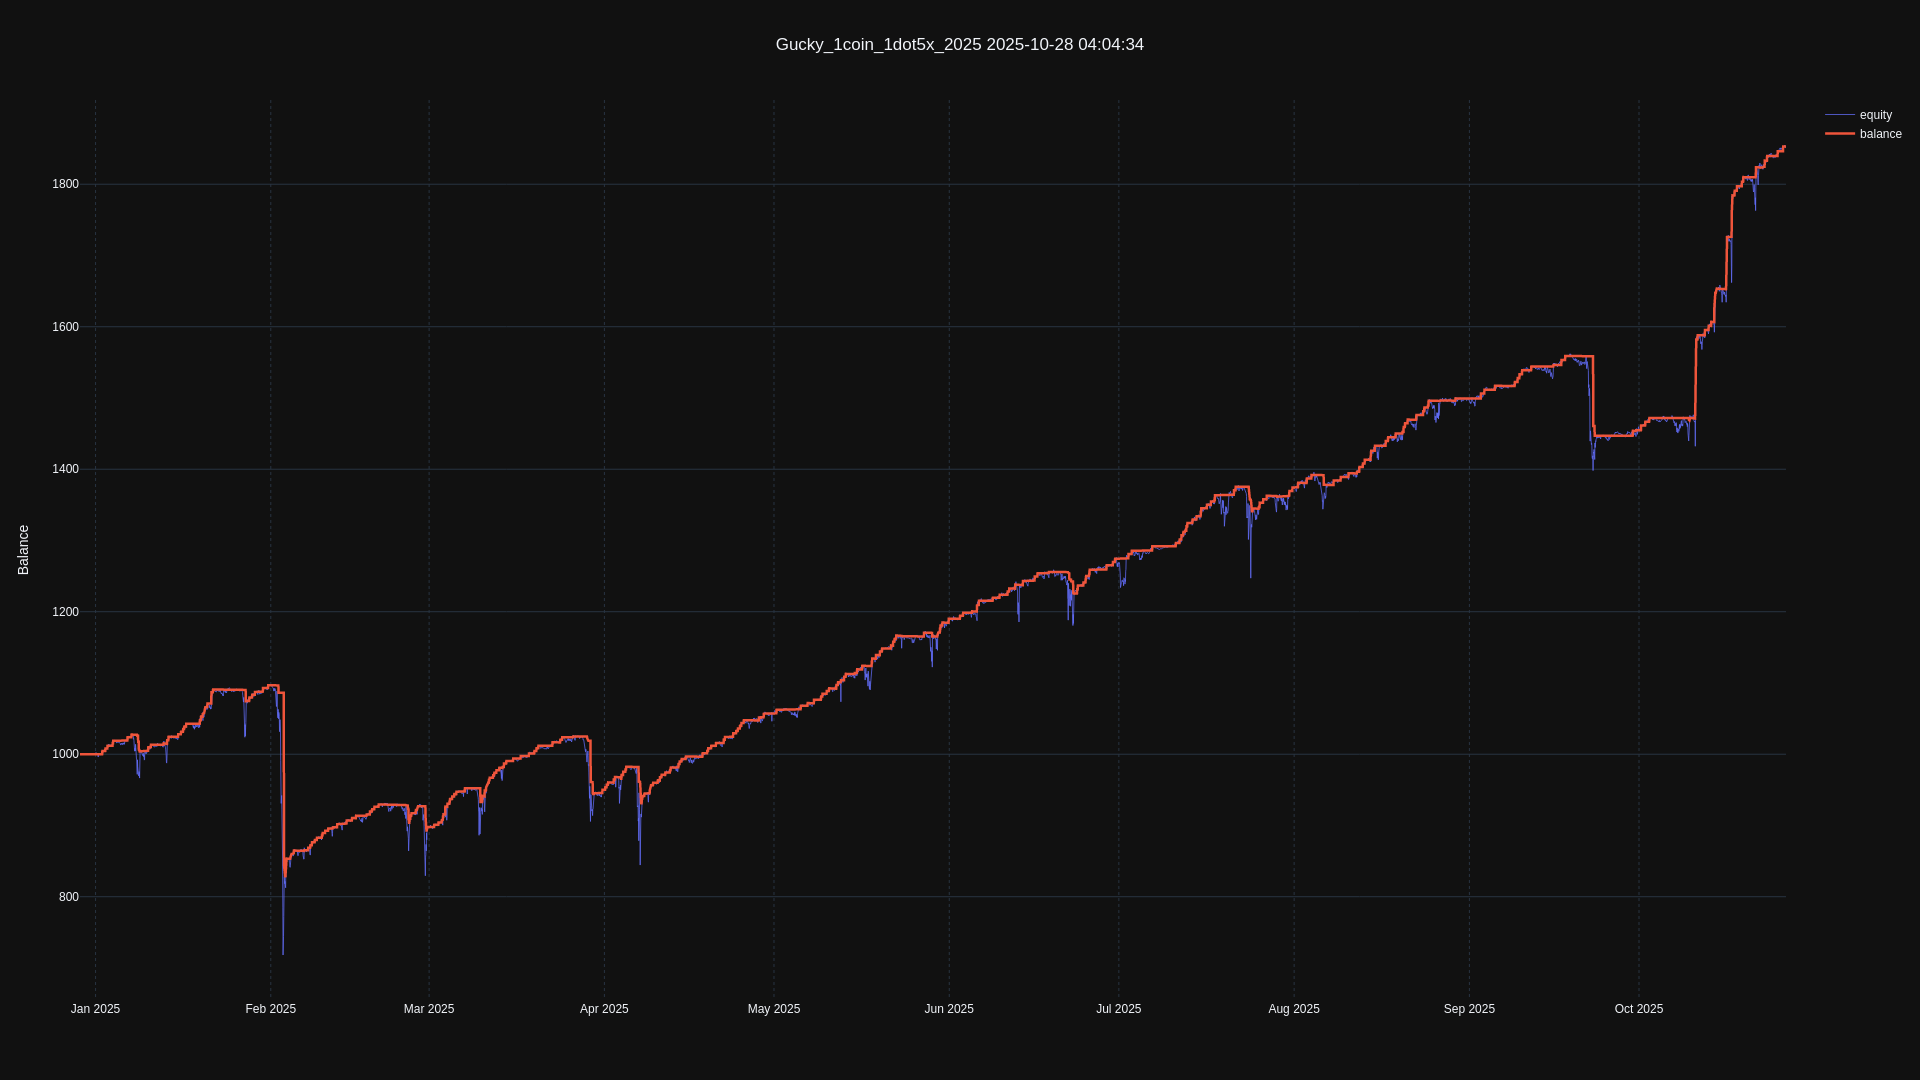 Gucky_1coin_1dot5x_2025 2025-10-28 04:04:34
equity
balance
1800
1600
1400
1200
1000
800
Balance
Jan 2025
Feb 2025
Mar 2025
Apr 2025
May 2025
Jun 2025
Jul 2025
Aug 2025
Sep 2025
Oct 2025